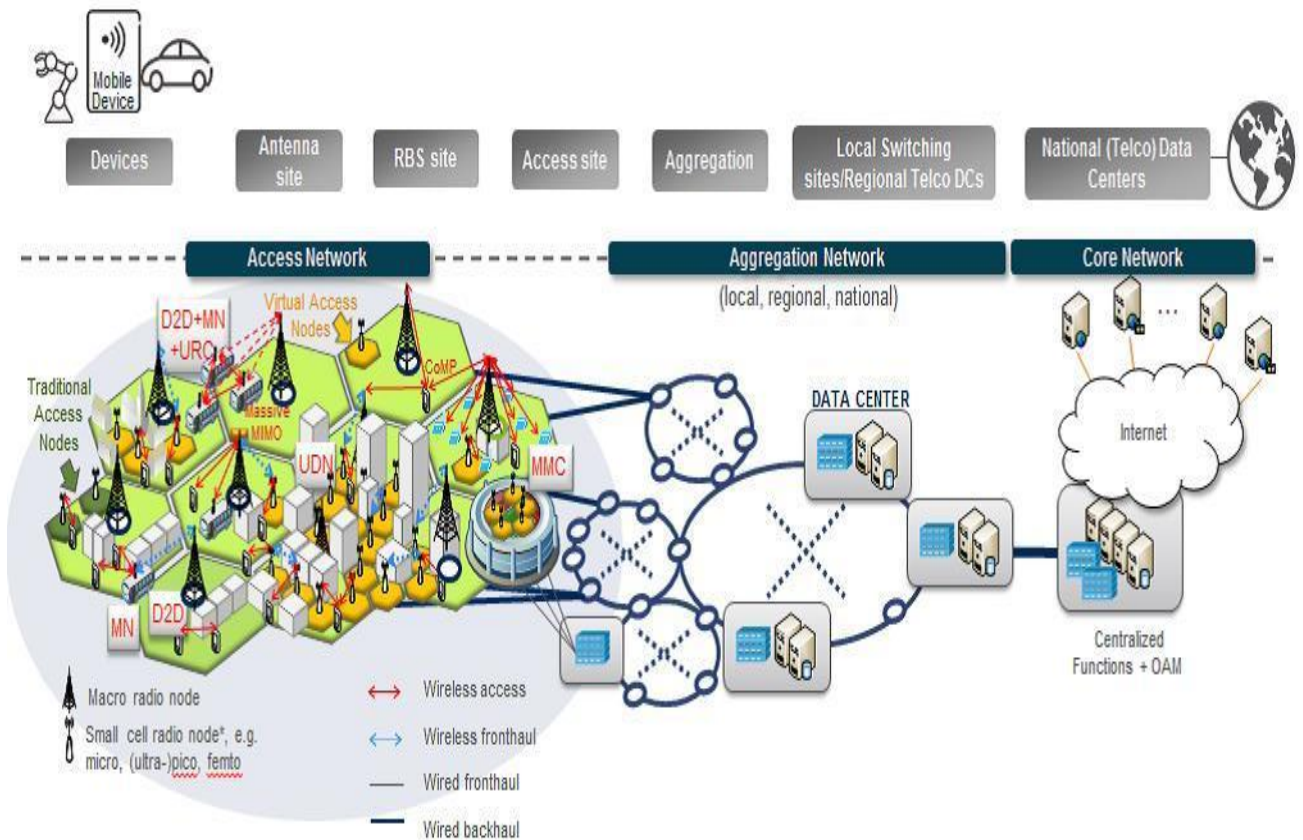 Mobile
Device
Devices
Antenna
site
RBS site
Access site
Aggregation
Local Switching
sites/Regional Telco DCs
National (Telco) Data
Centers
Access Network
Aggregation Network
Core Network
(local, regional, national)
Virtual Access
Nodes
D2D+MN
+URC
...
CoMP
Traditional
Access
Nodes
Massive
MIMO
UDN
MMC
DATA CENTER
Internet
MN
D2D
Centralized
Functions + OAM
Macro radio node
Small cell radio node*, e.g.
micro, (ultra-)pico, femto
Wireless access
Wireless fronthaul
Wired fronthaul
Wired backhaul